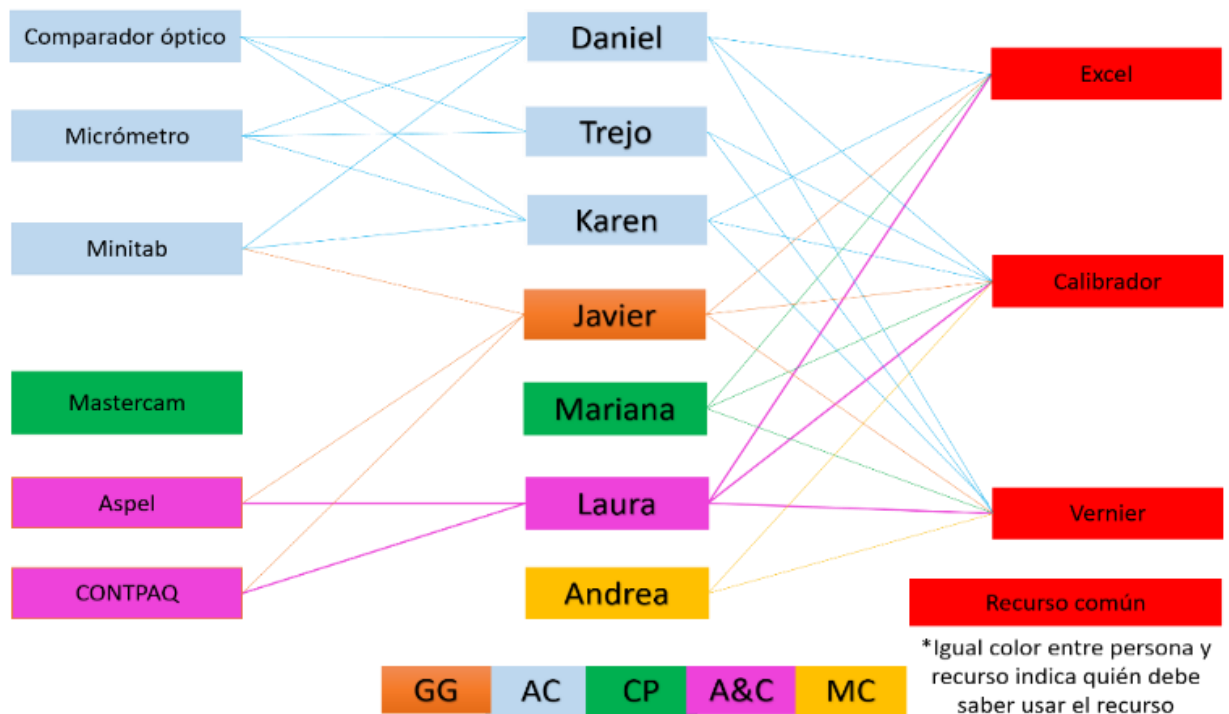 Comparador óptico
Micrómetro
Minitab
Mastercam
Aspel
CONTPAQ
Daniel
Trejo
Karen
Javier
Mariana
Laura
Andrea
Excel
Calibrador
Vernier
Recurso común
*Igual color entre persona y
recurso indica quién debe
saber usar el recurso
GG AC CP A&C MC